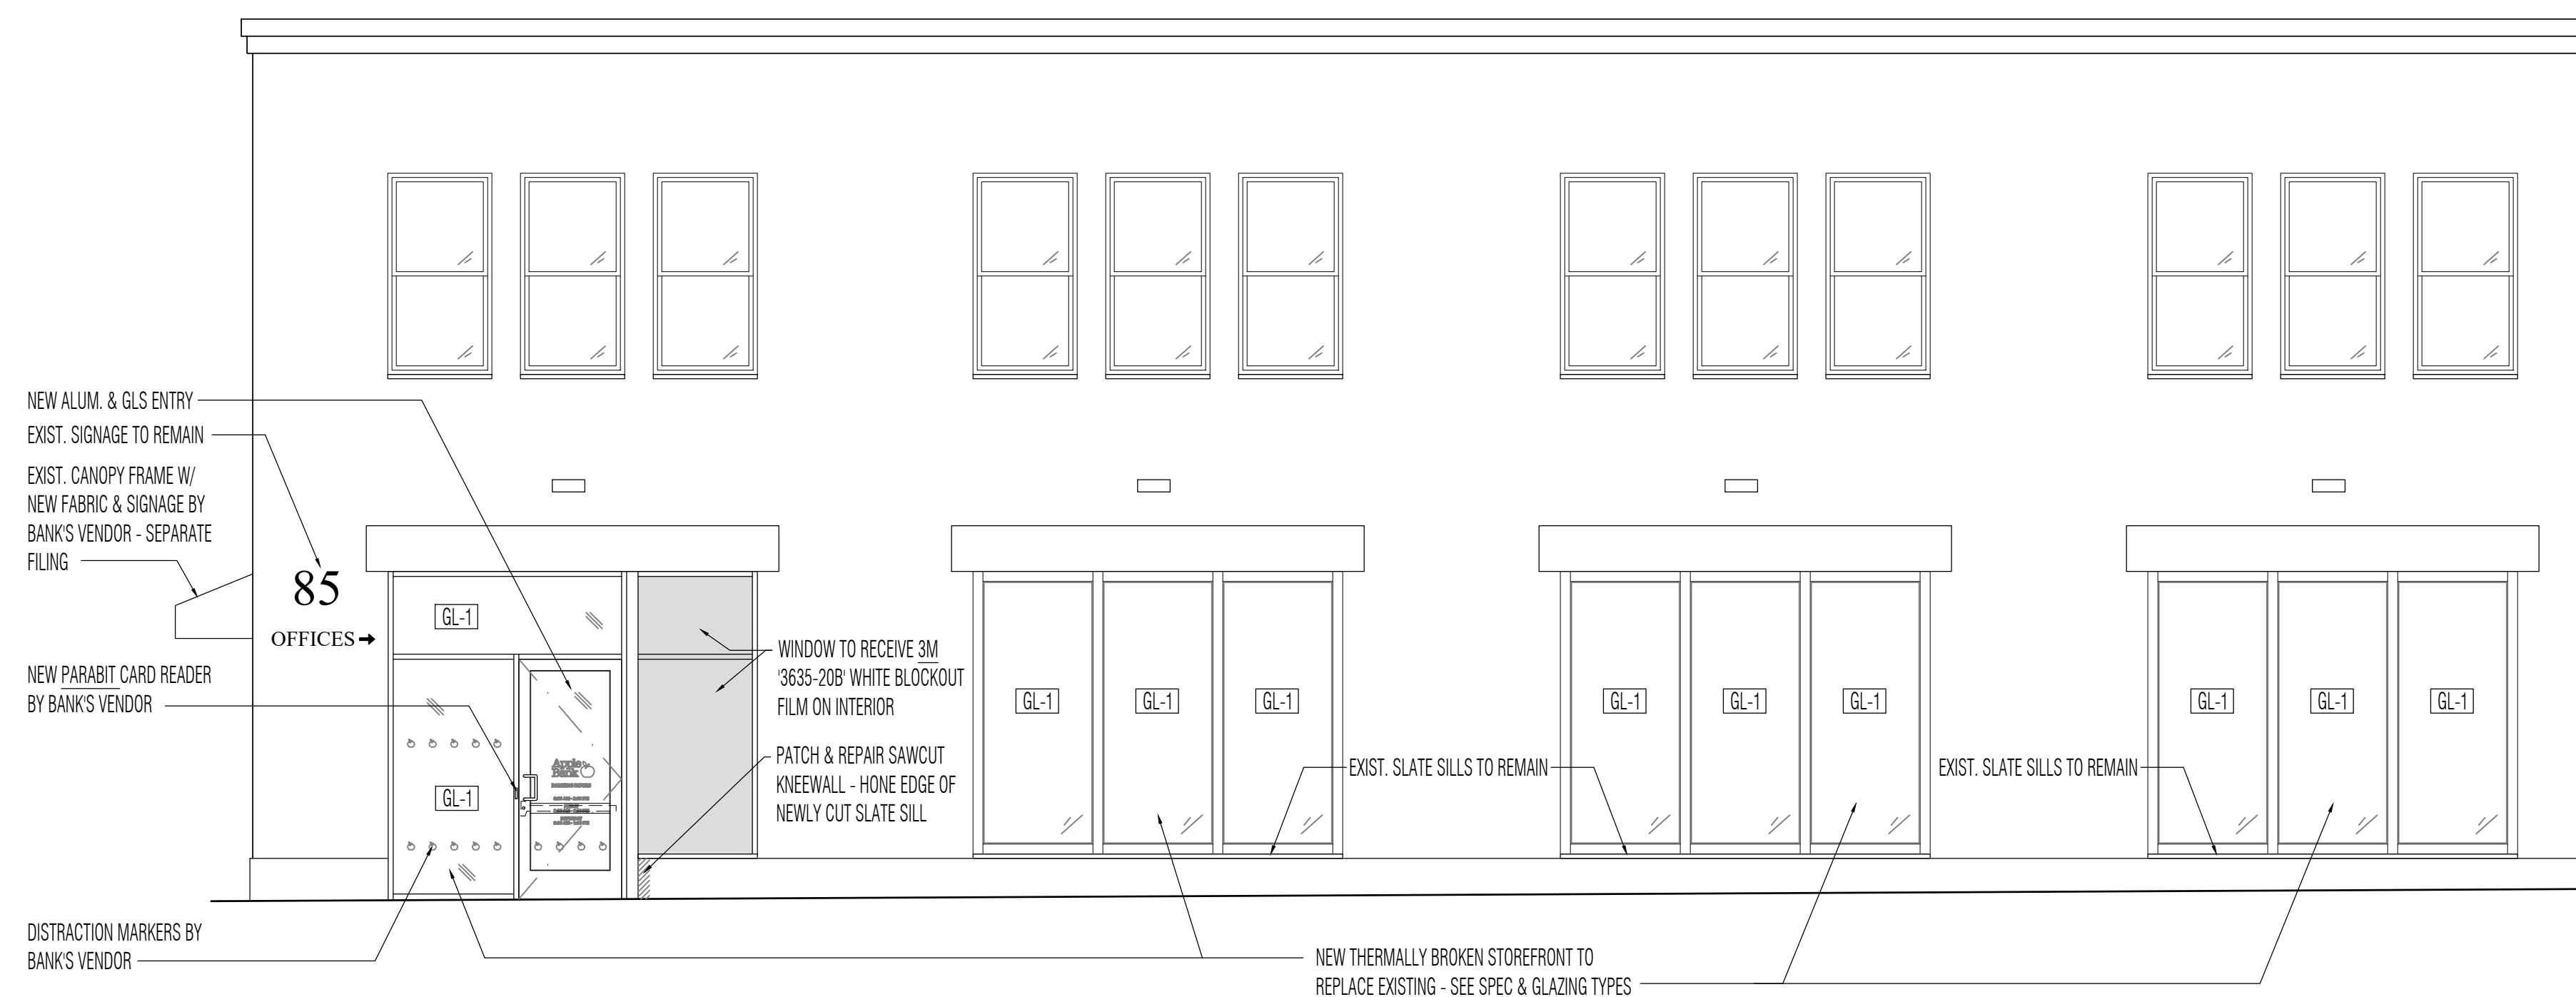 NEW ALUM. & GLS ENTRY
EXIST. SIGNAGE TO REMAIN
EXIST. CANOPY FRAME W/
NEW FABRIC & SIGNAGE BY
BANK'S VENDOR - SEPARATE
FILING
85
OFFICES →
NEW PARABIT CARD READER
BY BANK'S VENDOR
DISTRACTION MARKERS BY
BANK'S VENDOR
GL-1
GL-1
Apple
Bank
WINDOW TO RECEIVE 3M
'3635-20B' WHITE BLOCKOUT
FILM ON INTERIOR
PATCH & REPAIR SAWCUT
KNEEWALL - HONE EDGE OF
NEWLY CUT SLATE SILL
GL-1
GL-1
GL-1
EXIST. SLATE SILLS TO REMAIN
GL-1
GL-1
GL-1
EXIST. SLATE SILLS TO REMAIN
GL-1
GL-1
GL-1
NEW THERMALLY BROKEN STOREFRONT TO
REPLACE EXISTING - SEE SPEC & GLAZING TYPES